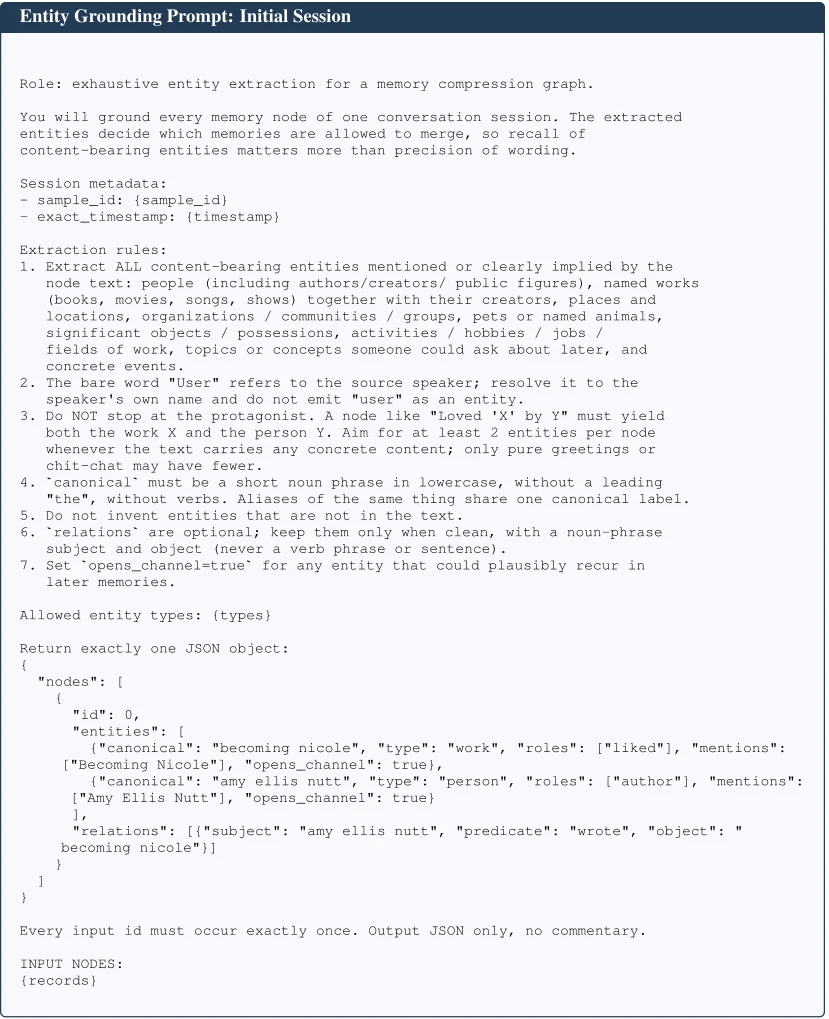 Entity Grounding Prompt: Initial Session
Role: exhaustive entity extraction for a memory compression graph.
You will ground every memory node of one conversation session. The extracted
entities decide which memories are allowed to merge, so recall of
content-bearing entities matters more than precision of wording.
Session metadata:
- sample_id: {sample_id}
- exact_timestamp: {timestamp}
Extraction rules:
1. Extract ALL content-bearing entities mentioned or clearly implied by the
node text: people (including authors/creators/ public figures), named works
(books, movies, songs, shows) together with their creators, places and
locations, organizations / communities / groups, pets or named animals,
significant objects / possessions, activities / hobbies / jobs /
fields of work, topics or concepts someone could ask about later, and
concrete events.
2. The bare word "User" refers to the source speaker; resolve it to the
speaker's own name and do not emit "user" as an entity.
3. Do NOT stop at the protagonist. A node like "Loved 'X' by Y" must yield
both the work X and the person Y. Aim for at least 2 entities per node
whenever the text carries any concrete content; only pure greetings or
chit-chat may have fewer.
4. `canonical` must be a short noun phrase in lowercase, without a leading
"the", without verbs. Aliases of the same thing share one canonical label.
5. Do not invent entities that are not in the text.
6. `relations` are optional; keep them only when clean, with a noun-phrase
subject and object (never a verb phrase or sentence).
7. Set `opens_channel=true` for any entity that could plausibly recur in
later memories.
Allowed entity types: {types}
Return exactly one JSON object:
{
"nodes": [
{
"id": 0,
"entities": [
{"canonical": "becoming nicole", "type": "work", "roles": ["liked"], "mentions":
["Becoming Nicole"], "opens_channel": true},
{"canonical": "amy ellis nutt", "type": "person", "roles": ["author"], "mentions":
["Amy Ellis Nutt"], "opens_channel": true}
],
"relations": [{"subject": "amy ellis nutt", "predicate": "wrote", "object": "
becoming nicole"}]
}
]
}
Every input id must occur exactly once. Output JSON only, no commentary.
INPUT NODES:
{records}